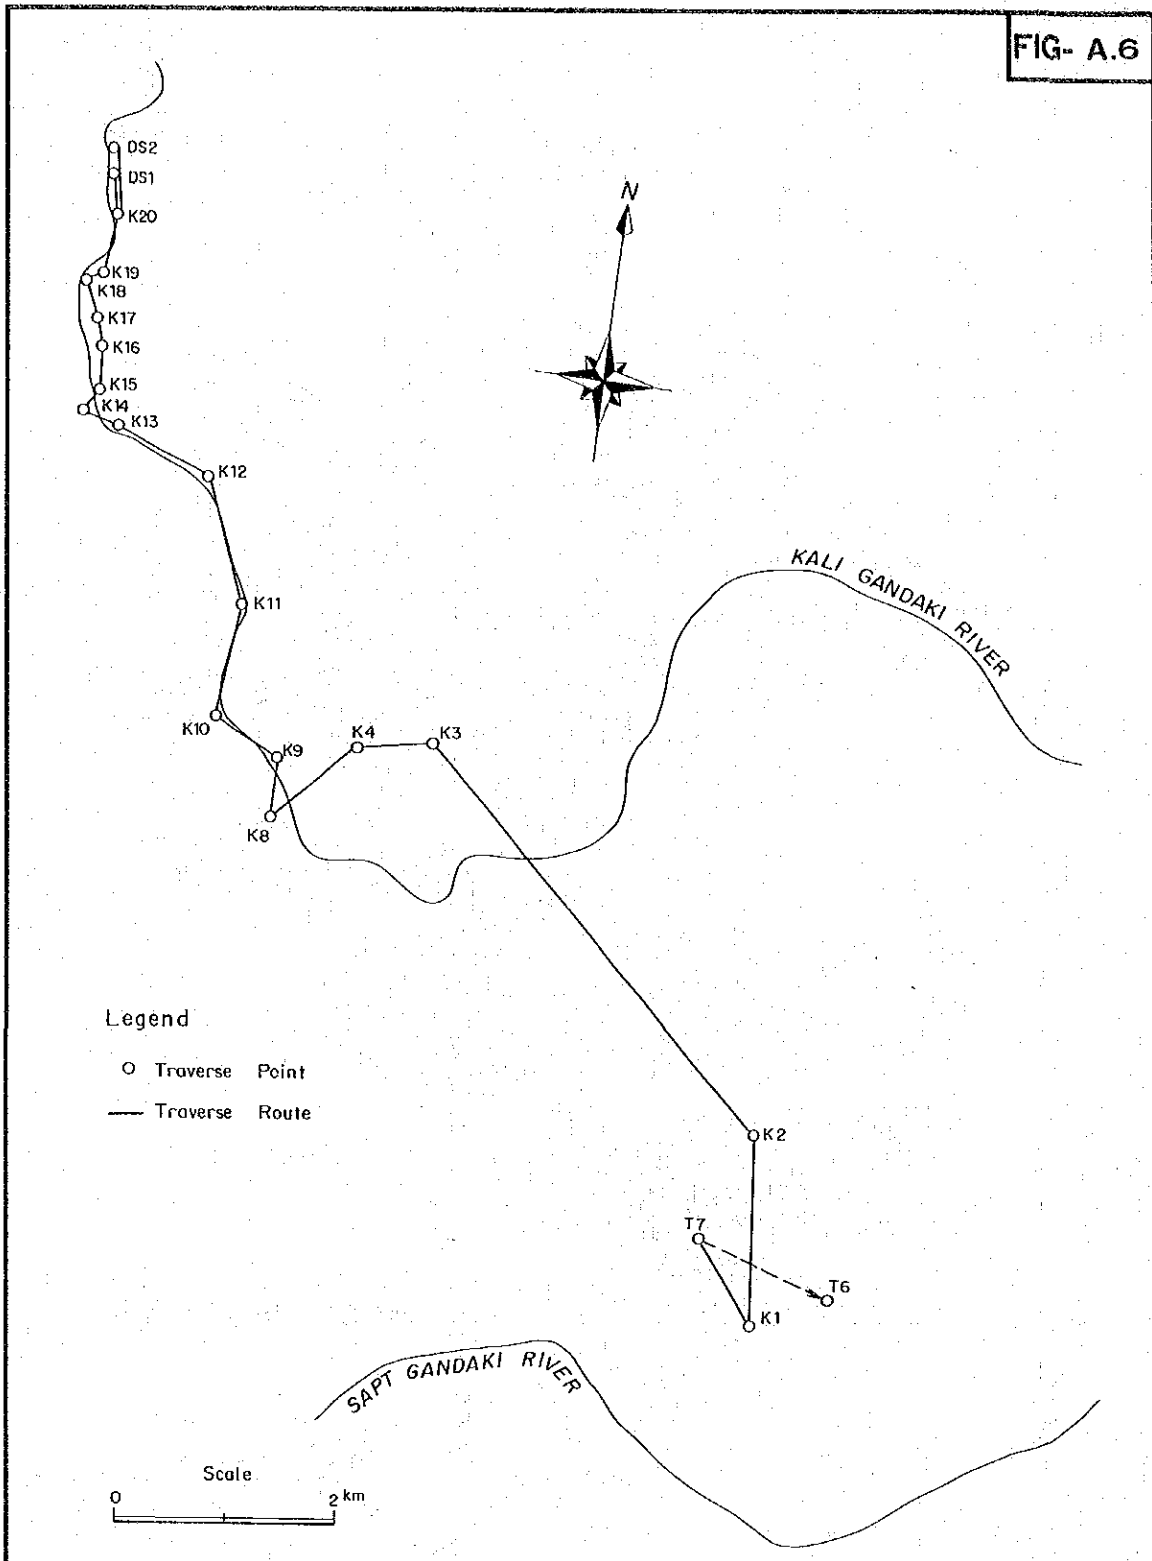 FIG- A.6
DS2
DS1
N
K20
K19
K18
K17
K16
K15
K14
K13
K12
KALI GANDAKI RIVER
K11
K10
K4
K3
K9
K8
Legend
Traverse Point
Traverse Route
K2
T7
T6
K1
SAPT GANDAKI RIVER
Scale
0 2 km